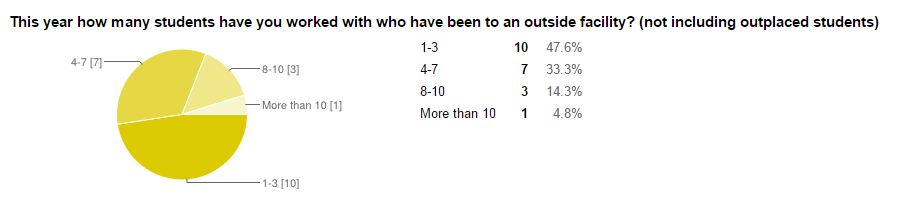 This year how many students have you worked with who have been to an outside facility? (not including outplaced students)
4-7 [7]
8-10 [3]
More than 10 [1]
1-3 [10]
1-3 10 47.6%
4-7 7 33.3%
8-10 3 14.3%
More than 10 1 4.8%